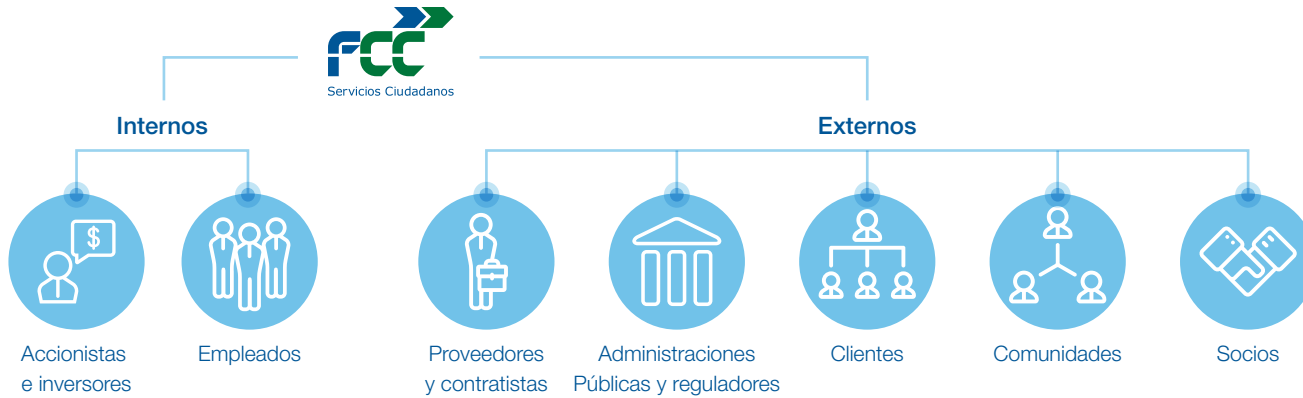 FCC
Servicios Ciudadanos
Internos
Externos
$
Accionistas
e inversores
Empleados
Proveedores
y contratistas
Administraciones
Públicas y reguladores
Clientes
Comunidades
Socios